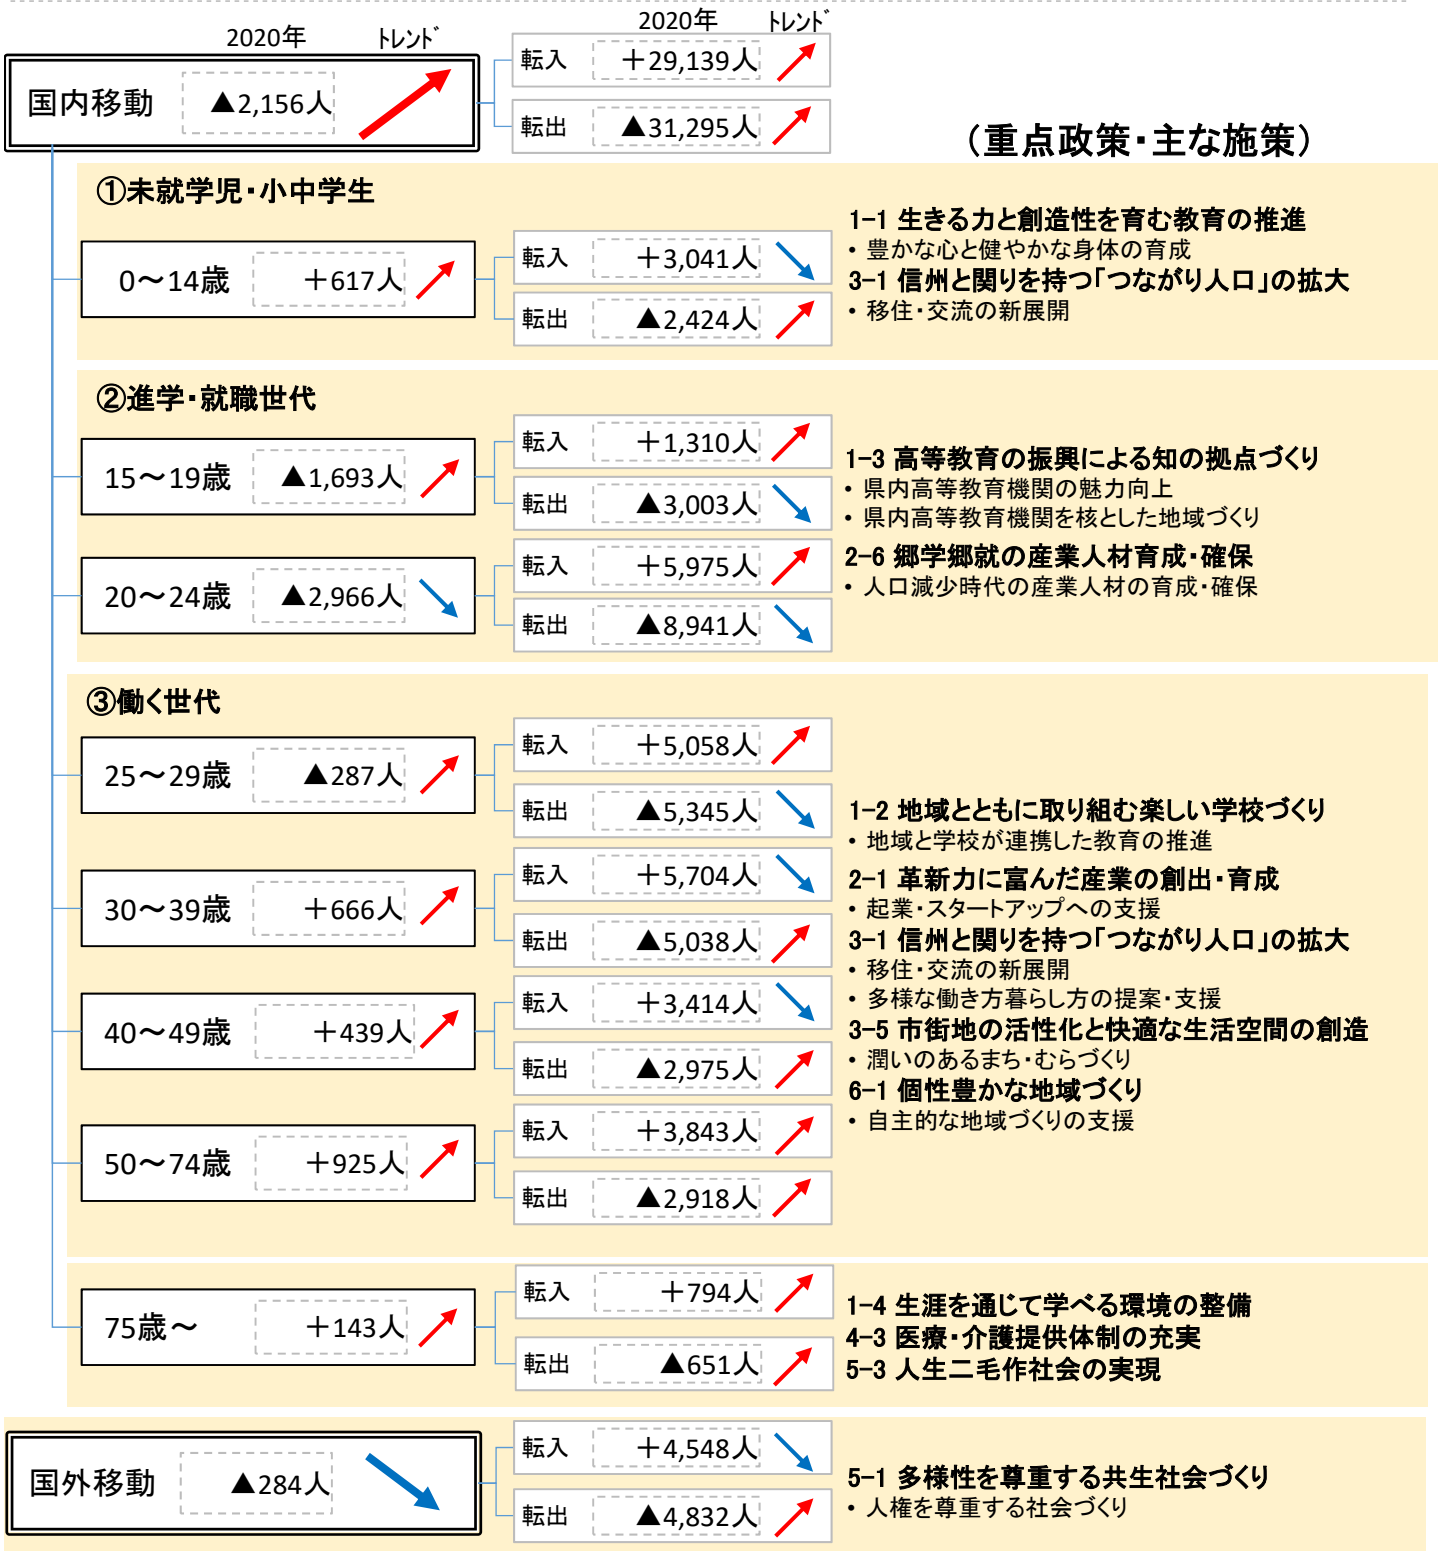 2020年 トレンド
2020年 トレンド
国内移動 ▲2,156人
転入 ＋29,139人
転出 ▲31,295人
（重点政策・主な施策）
①未就学児・小中学生
0～14歳 ＋617人
転入 ＋3,041人
転出 ▲2,424人
1-1 生きる力と創造性を育む教育の推進
• 豊かな心と健やかな身体の育成
3-1 信州と関りを持つ「つながり人口」の拡大
• 移住・交流の新展開
②進学・就職世代
15～19歳 ▲1,693人
転入 ＋1,310人
転出 ▲3,003人
20～24歳 ▲2,966人
転入 ＋5,975人
転出 ▲8,941人
1-3 高等教育の振興による知の拠点づくり
• 県内高等教育機関の魅力向上
• 県内高等教育機関を核とした地域づくり
2-6 郷学郷就の産業人材育成・確保
• 人口減少時代の産業人材の育成・確保
③働く世代
25～29歳 ▲287人
転入 ＋5,058人
転出 ▲5,345人
30～39歳 ＋666人
転入 ＋5,704人
転出 ▲5,038人
40～49歳 ＋439人
転入 ＋3,414人
転出 ▲2,975人
50～74歳 ＋925人
転入 ＋3,843人
転出 ▲2,918人
1-2 地域とともに取り組む楽しい学校づくり
• 地域と学校が連携した教育の推進
2-1 革新力に富んだ産業の創出・育成
• 起業・スタートアップへの支援
3-1 信州と関りを持つ「つながり人口」の拡大
• 移住・交流の新展開
• 多様な働き方暮らし方の提案・支援
3-5 市街地の活性化と快適な生活空間の創造
• 潤いのあるまち・むらづくり
6-1 個性豊かな地域づくり
• 自主的な地域づくりの支援
75歳～ ＋143人
転入 ＋794人
転出 ▲651人
1-4 生涯を通じて学べる環境の整備
4-3 医療・介護提供体制の充実
5-3 人生二毛作社会の実現
国外移動 ▲284人
転入 ＋4,548人
転出 ▲4,832人
5-1 多様性を尊重する共生社会づくり
• 人権を尊重する社会づくり